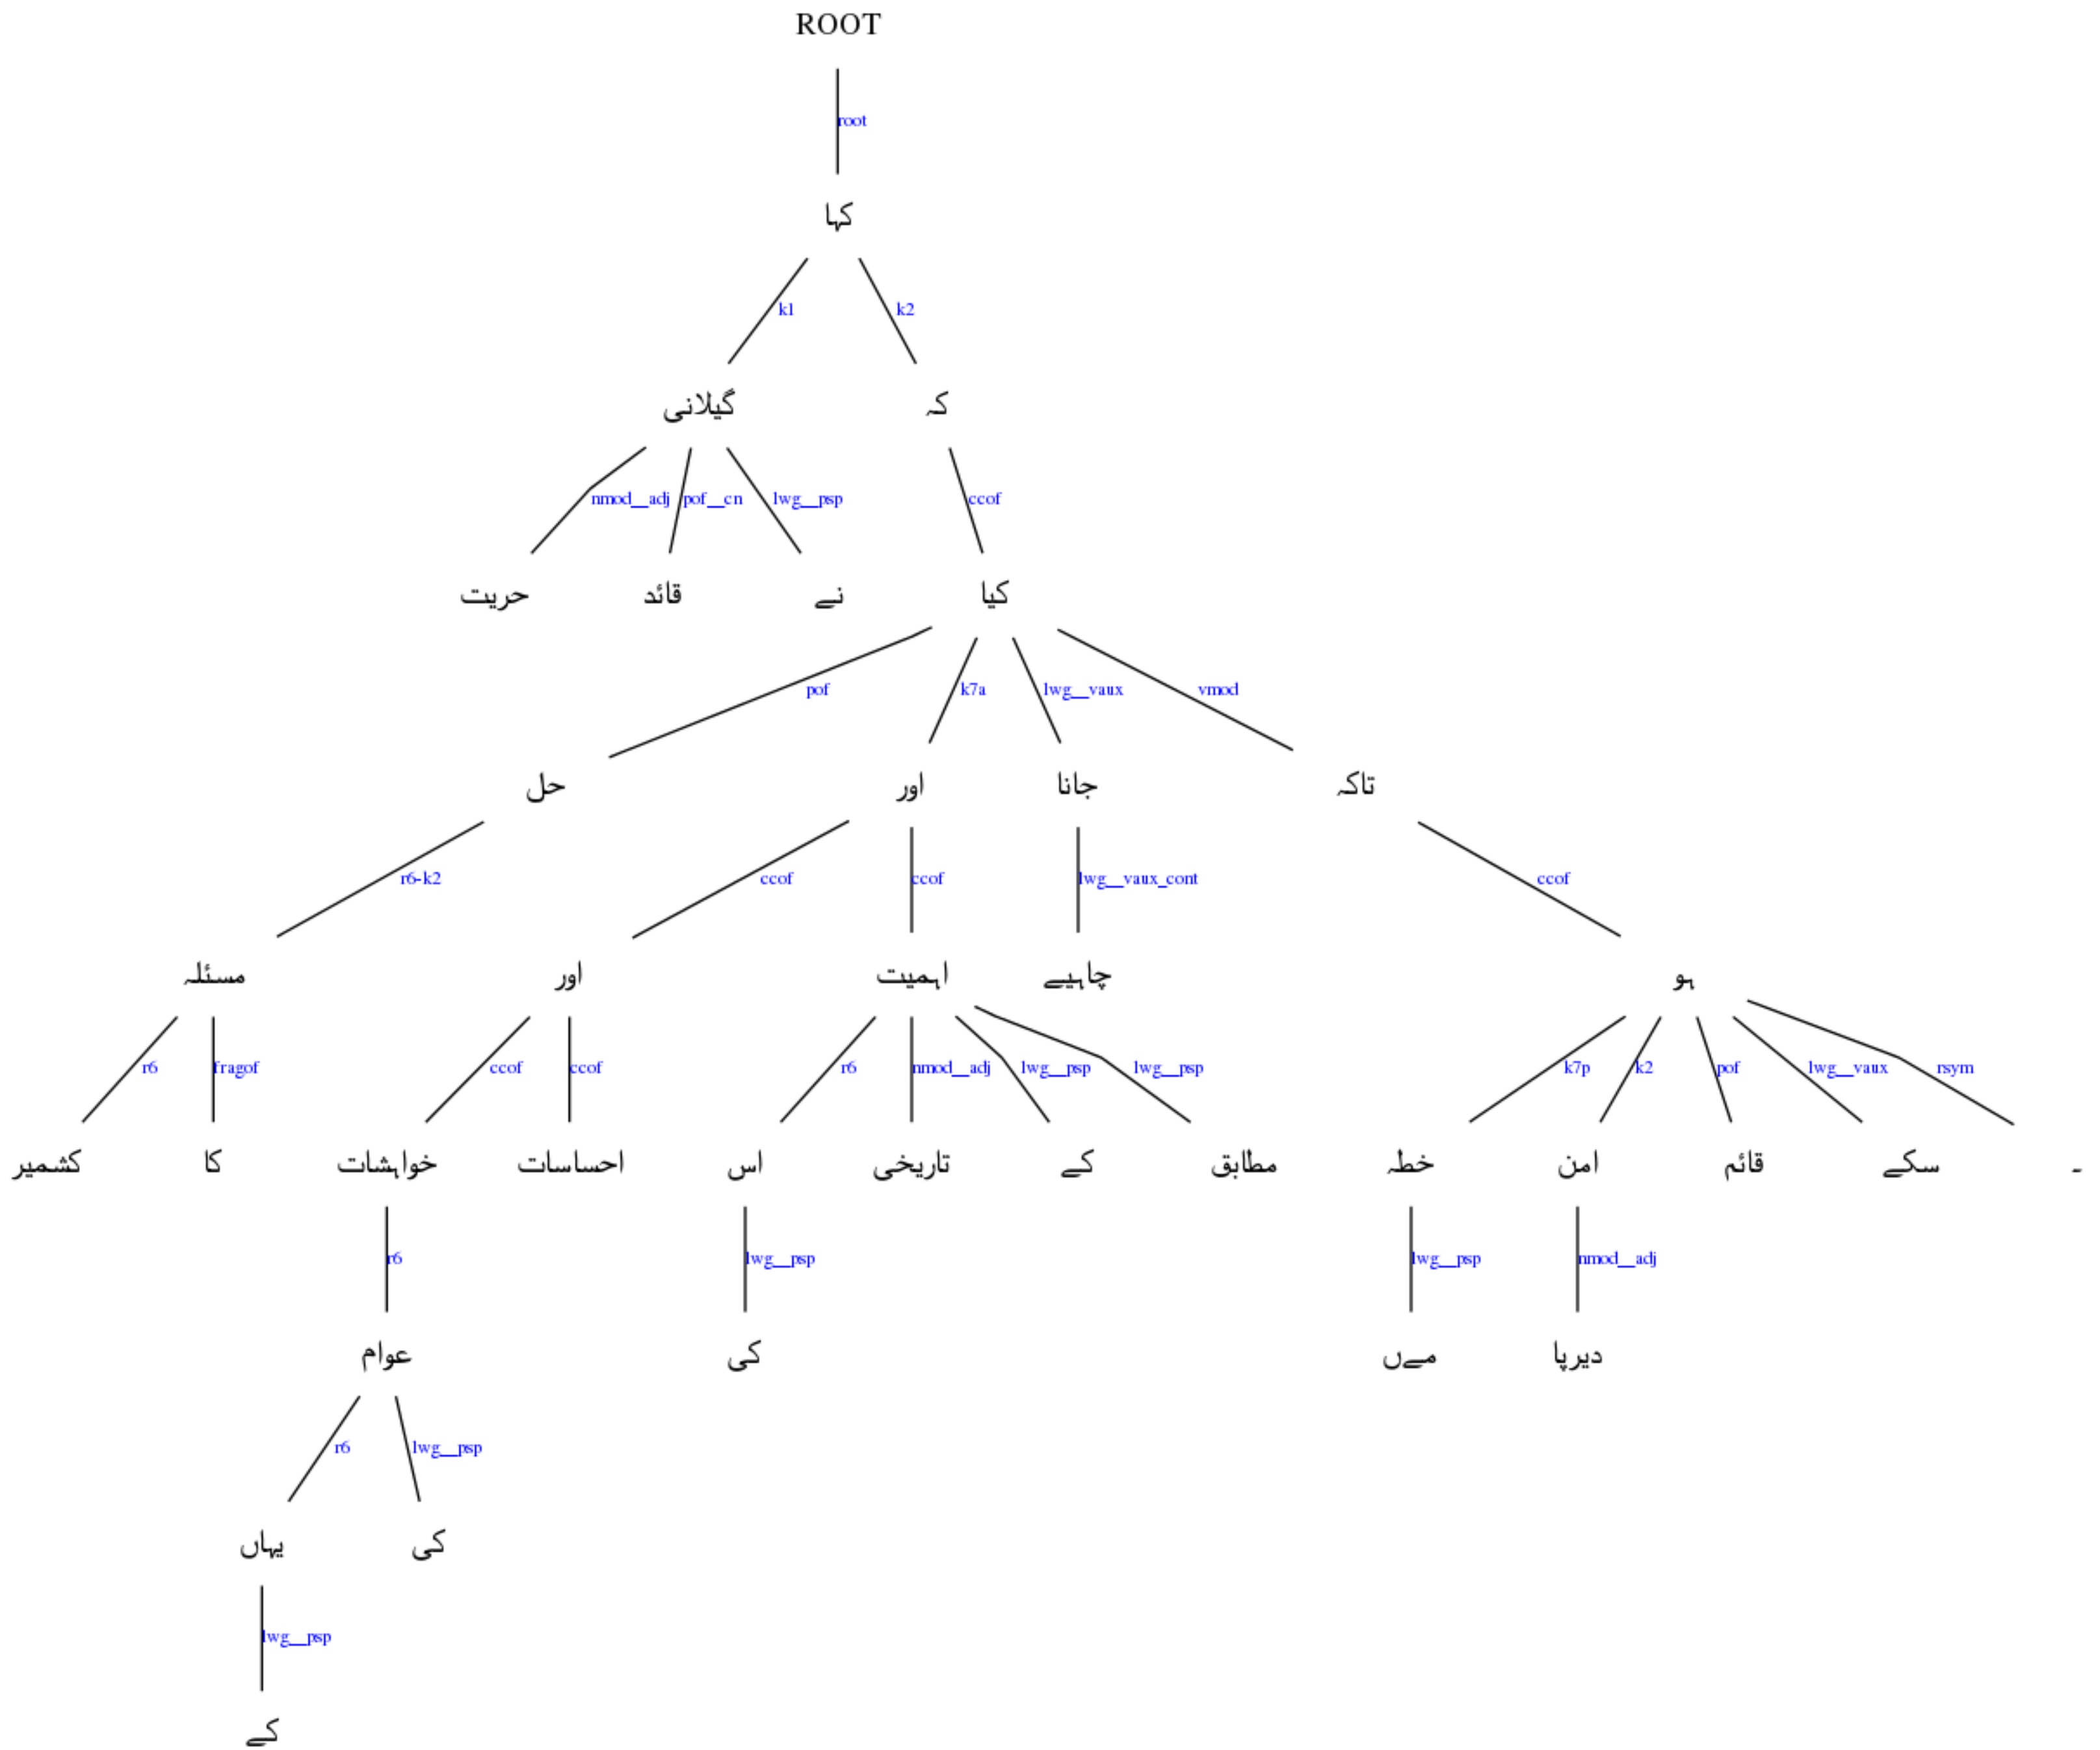 ROOT
root
کہا
k1 k2
گیلانی کہ
nmod__adj pof__cn lwg__psp ccof
حریت قائد نے کیا
pof k7a lwg__vaux vmod
حل اور جانا تاکہ
r6-k2 ccof ccof lwg__vaux_cont ccof
مسئلہ اور اہمیت چاہیے ہو
r6 fragof ccof ccof r6 nmod__adj lwg__psp lwg__psp k7p k2 pof lwg__vaux rsym
کشمیر کا خواہشات احساسات اس تاریخی کے مطابق خطہ امن قائم سکے ۔
r6 lwg__psp lwg__psp nmod__adj
عوام کی مےں دیرپا
r6 lwg__psp
یہاں کی
lwg__psp
کے